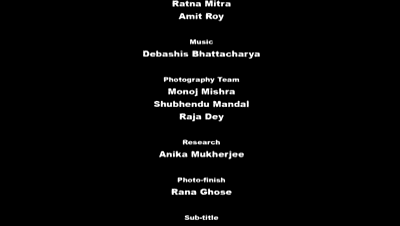 Ratna Mitra
Amit Roy
Music
Debashis Bhattacharya
Photography Team
Monoj Mishra
Shubhendu Mandal
Raja Dey
Research
Anika Mukherjee
Photo-finish
Rana Ghose
Sub-title